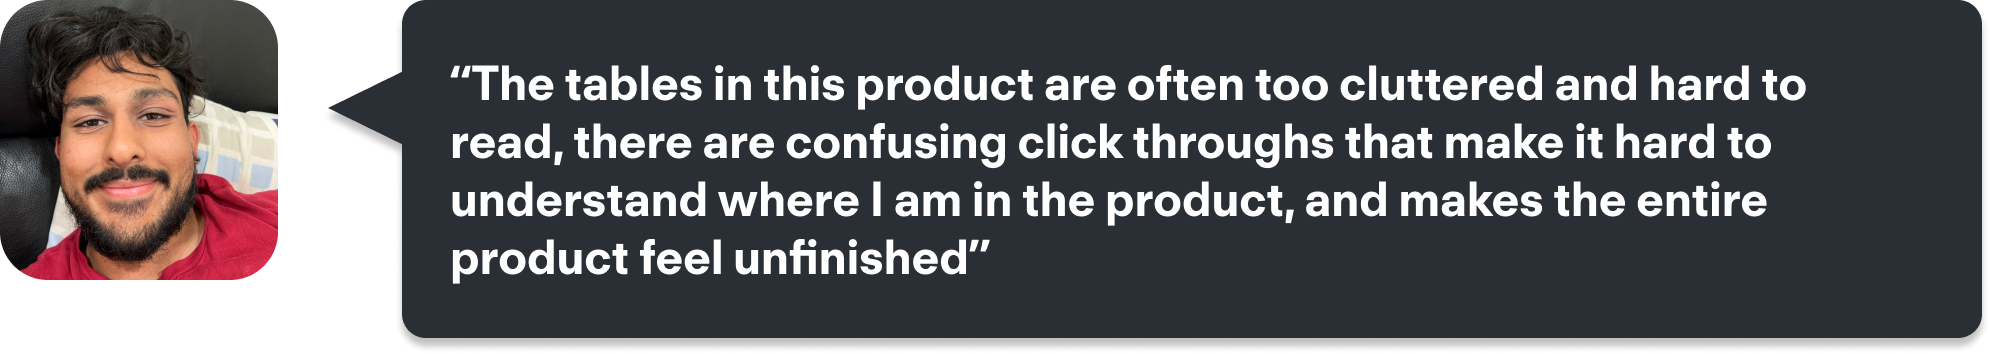 “The tables in this product are often too cluttered and hard to
read, there are confusing click throughs that make it hard to
understand where I am in the product, and makes the entire
product feel unfinished”